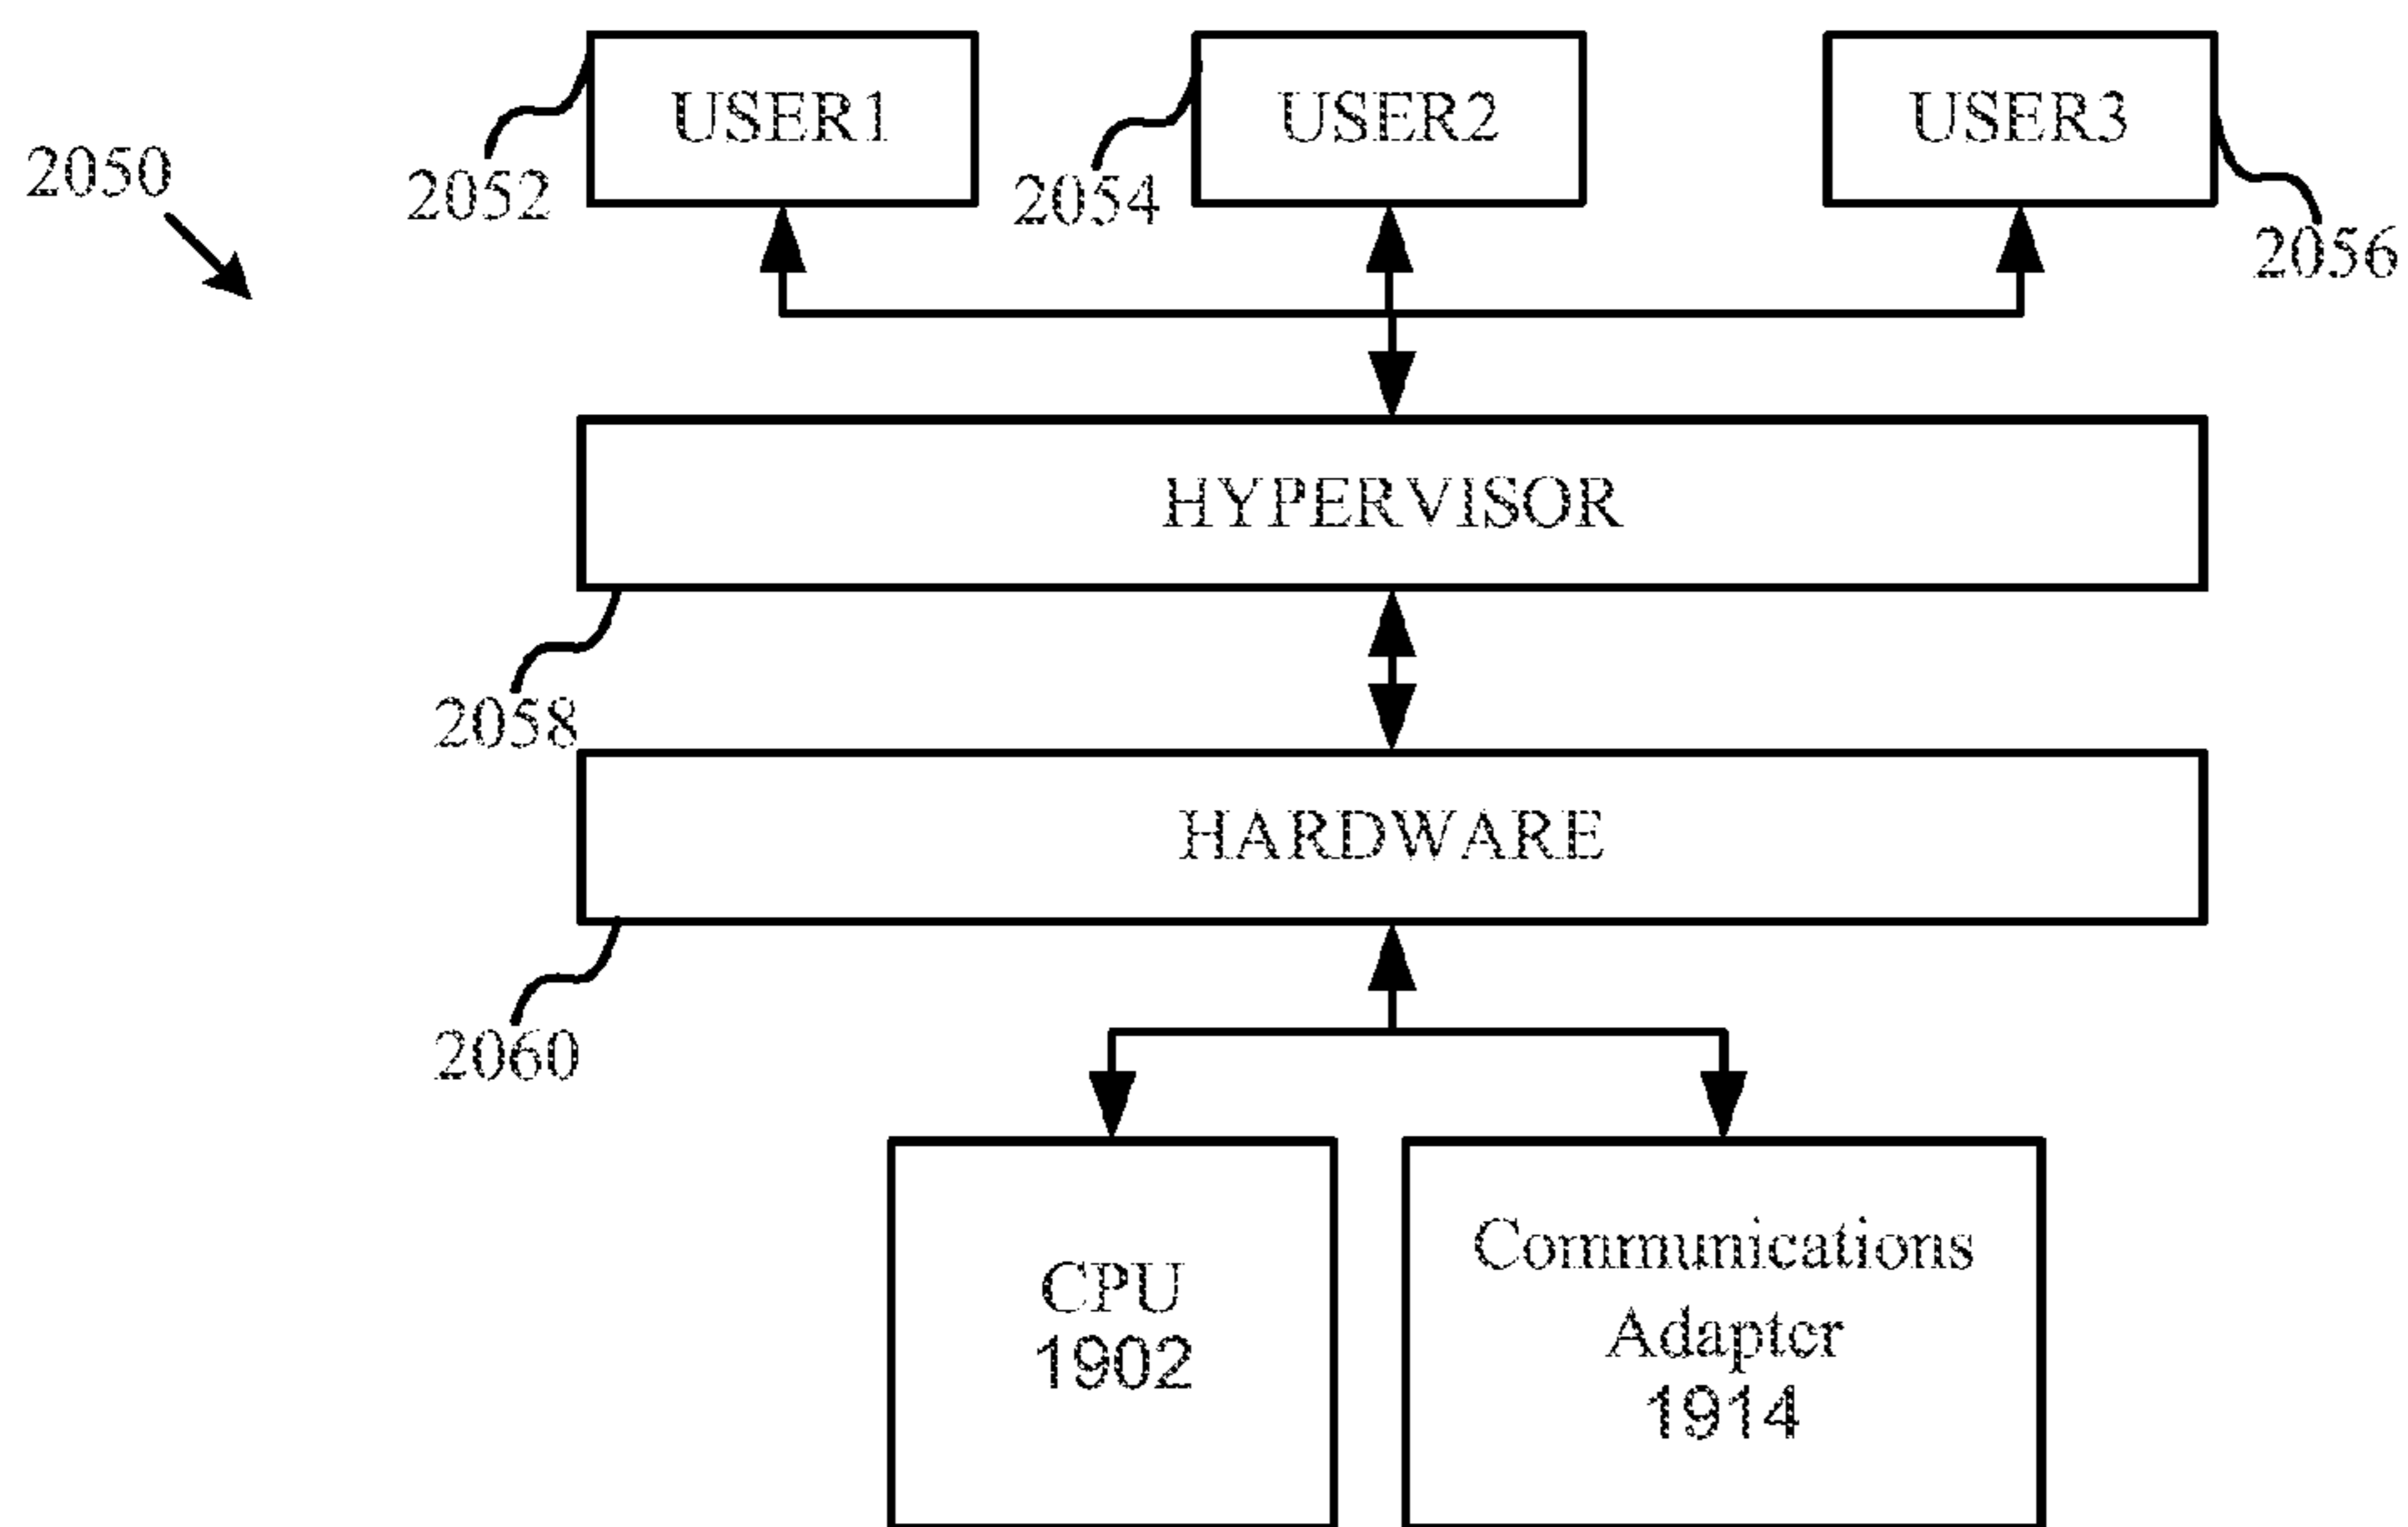 USER1
USER2
USER3
2050
2052
2054
2056
HYPERVISOR
2058
HARDWARE
2060
CPU
1902
Communications
Adapter
1914